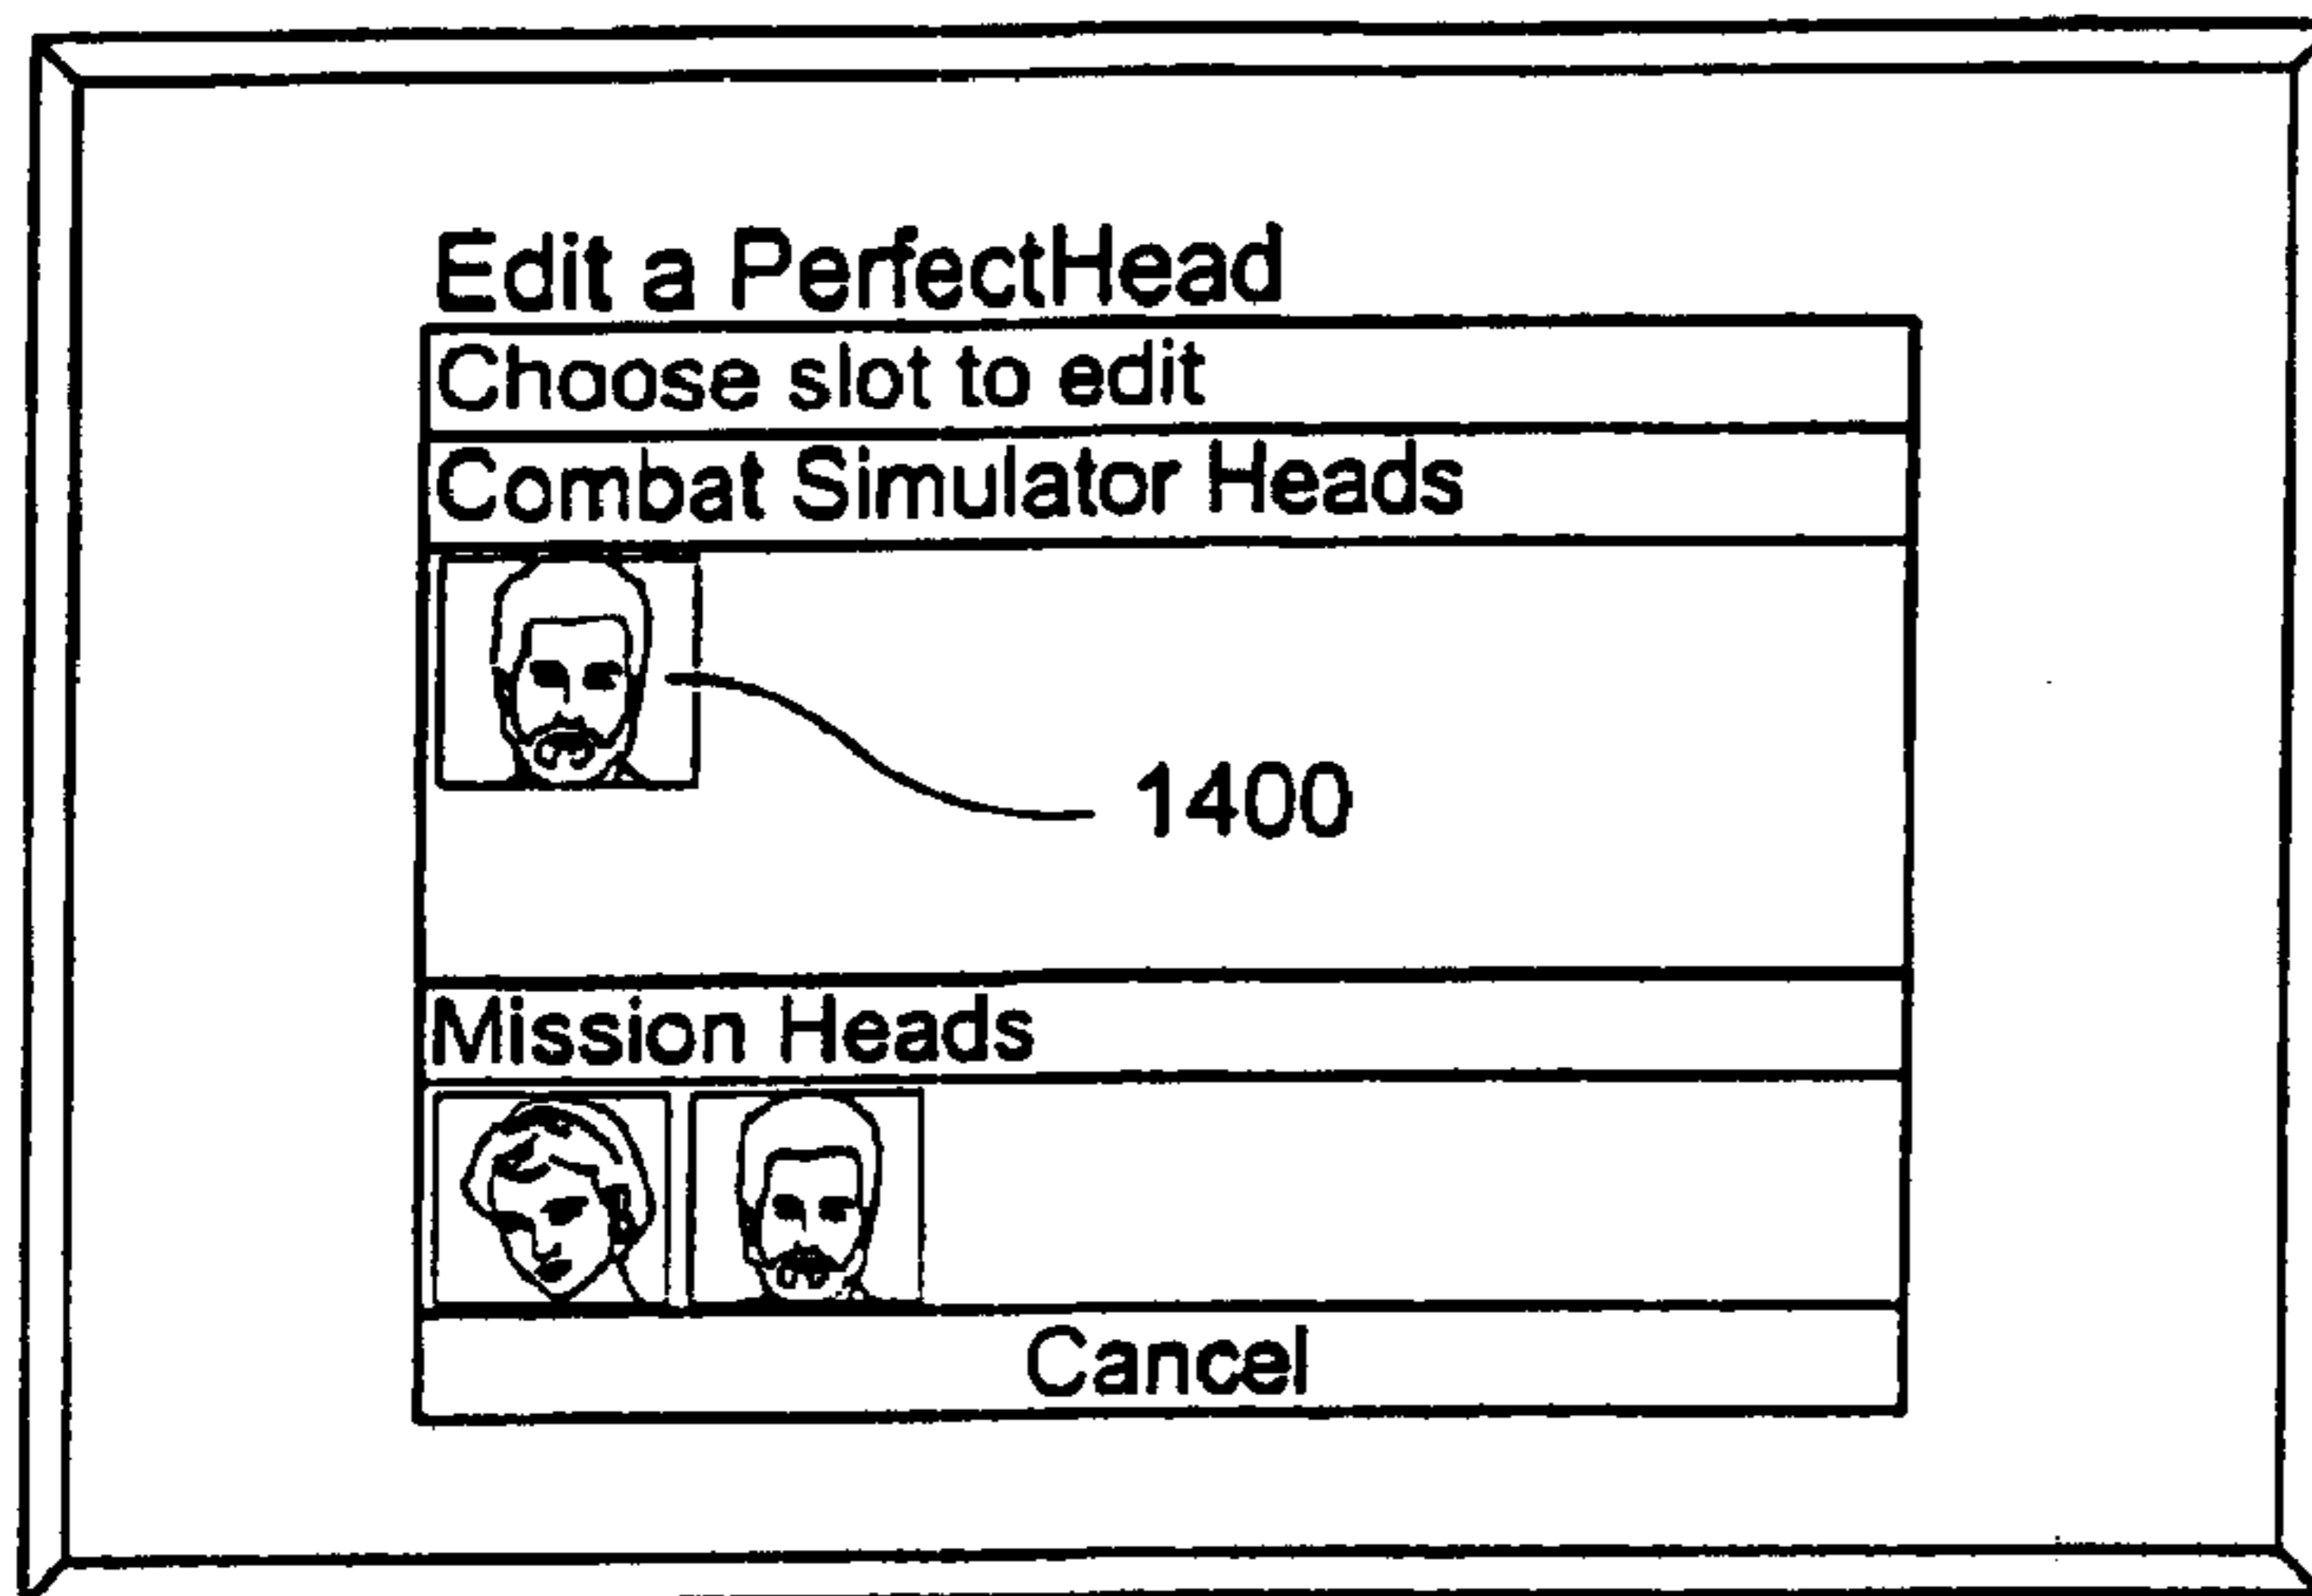 Edit a PerfectHead
Choose slot to edit
Combat Simulator Heads
1400
Mission Heads
Cancel